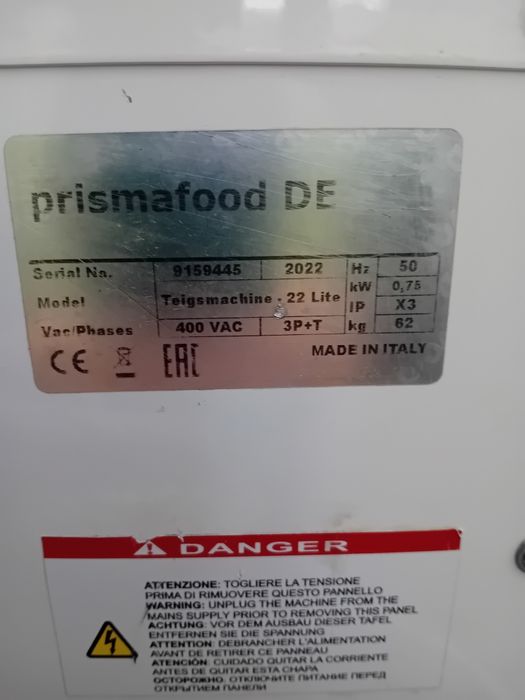 prismafood DE
Serial No. 9159445 2022 Hz 50
Model Teigsmachine - 22 Lite kW 0,75
IP X3
Vac/Phases 400 VAC 3P+T kg 62
CE EAC MADE IN ITALY
DANGER
ATTENZIONE: TOGLIERE LA TENSIONE
PRIMA DI RIMUOVERE QUESTO PANNELLO
WARNING: UNPLUG THE MACHINE FROM THE
MAINS SUPPLY PRIOR TO REMOVING THIS PANEL
ACHTUNG: VOR DEM AUSBAU DIESER TAFEL
ENTFERNEN SIE DIE SPANNUNG
ATTENTION: DEBRANCHER L'ALIMENTATION
AVANT DE RETIRER CE PANNEAU
ATENCIÓN: CUIDADO QUITAR LA CORRIENTE
ANTES DE QUITAR ESTA CHAPA
ОСТОРОЖНО: ОТКЛЮЧИТЕ ПИТАНИЕ ПЕРЕД
ОТКРЫТИЕМ ПАНЕЛИ